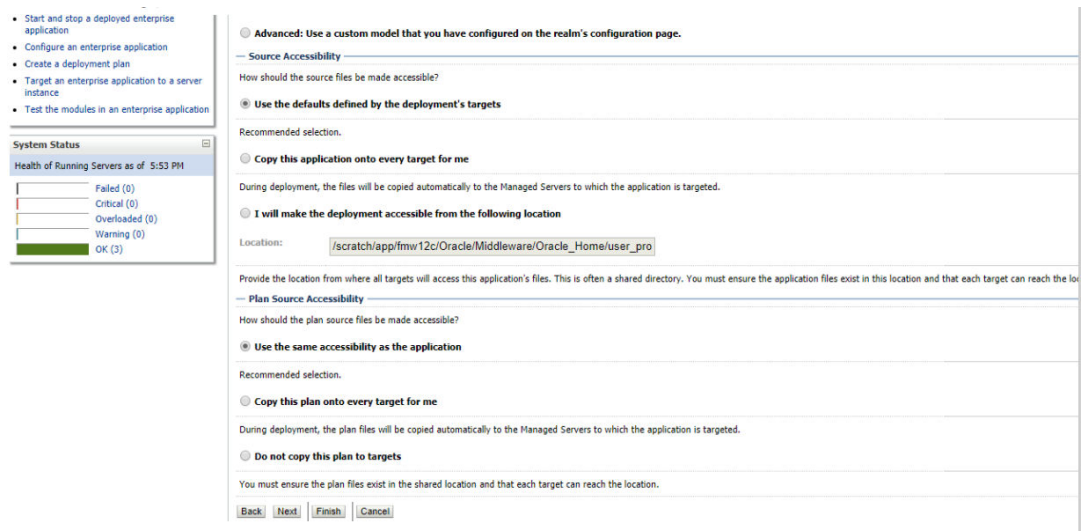 Start and stop a deployed enterprise
application
Configure an enterprise application
Create a deployment plan
Target an enterprise application to a server
instance
Test the modules in an enterprise application
System Status
Health of Running Servers as of 5:53 PM
Failed (0)
Critical (0)
Overloaded (0)
Warning (0)
OK (3)
Advanced: Use a custom model that you have configured on the realm's configuration page.
Source Accessibility
How should the source files be made accessible?
Use the defaults defined by the deployment's targets
Recommended selection.
Copy this application onto every target for me
During deployment, the files will be copied automatically to the Managed Servers to which the application is targeted.
I will make the deployment accessible from the following location
Location: /scratch/app/fmw12c/Oracle/Middleware/Oracle_Home/user_pro
Provide the location from where all targets will access this application's files. This is often a shared directory. You must ensure the application files exist in this location and that each target can reach the
Plan Source Accessibility
How should the plan source files be made accessible?
Use the same accessibility as the application
Recommended selection.
Copy this plan onto every target for me
During deployment, the plan files will be copied automatically to the Managed Servers to which the application is targeted.
Do not copy this plan to targets
You must ensure the plan files exist in the shared location and that each target can reach the location.
Back Next Finish Cancel